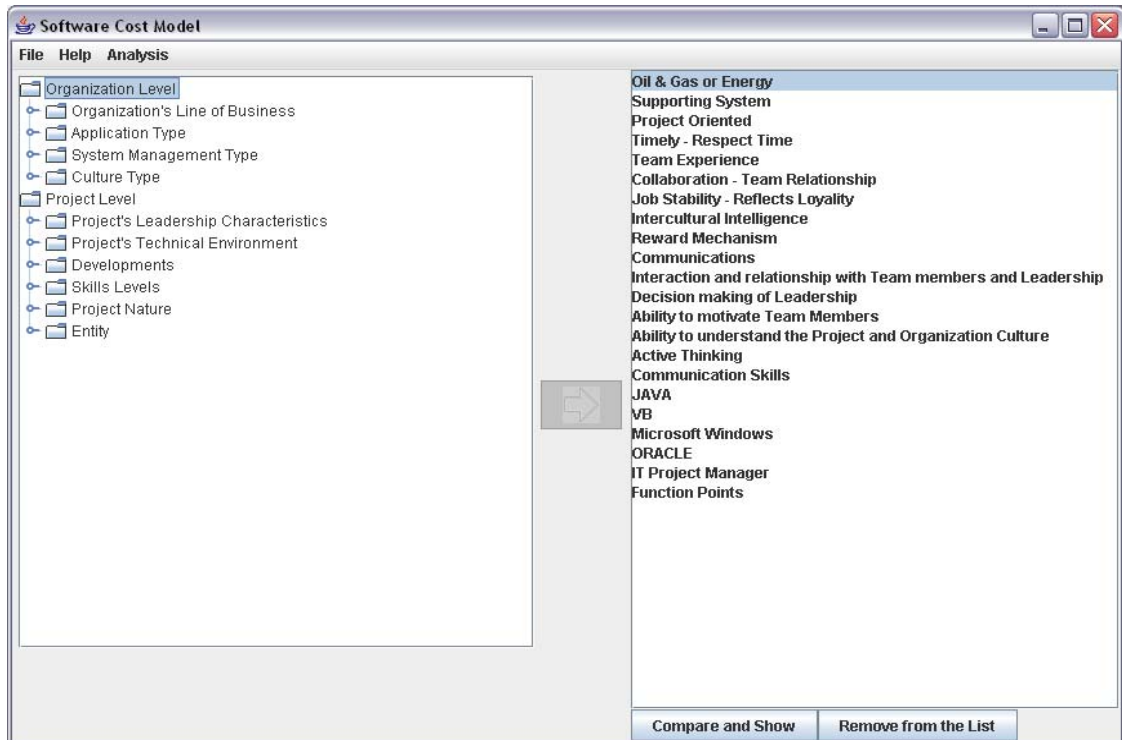 Software Cost Model
File Help Analysis
Organization Level
Organization's Line of Business
Application Type
System Management Type
Culture Type
Project Level
Project's Leadership Characteristics
Project's Technical Environment
Developments
Skills Levels
Project Nature
Entity
Oil & Gas or Energy
Supporting System
Project Oriented
Timely - Respect Time
Team Experience
Collaboration - Team Relationship
Job Stability - Reflects Loyality
Intercultural Intelligence
Reward Mechanism
Communications
Interaction and relationship with Team members and Leadership
Decision making of Leadership
Ability to motivate Team Members
Ability to understand the Project and Organization Culture
Active Thinking
Communication Skills
JAVA
VB
Microsoft Windows
ORACLE
IT Project Manager
Function Points
Compare and Show Remove from the List